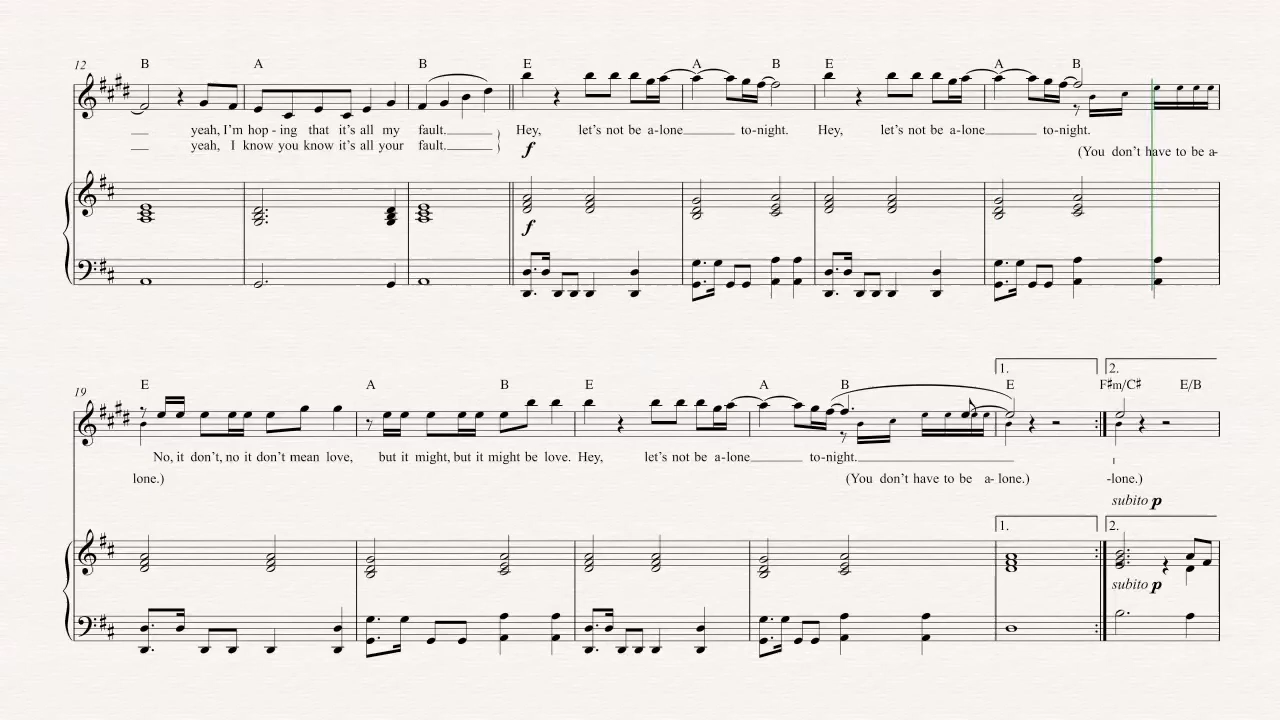 12 B A B E A B E A B
yeah, I'm hop - ing that it's all my fault. Hey, let's not be a-lone to-night. Hey, let's not be a-lone to-night.
yeah, I know you know it's all your fault. f (You don't have to be a-
f
1. 2.
19 E A B E A B E F♯m/C♯ E/B
No, it don't, no it don't mean love, but it might, but it might be love. Hey, let's not be a-lone to-night.
lone.) (You don't have to be a- lone.) -lone.)
subito p
1. 2.
subito p